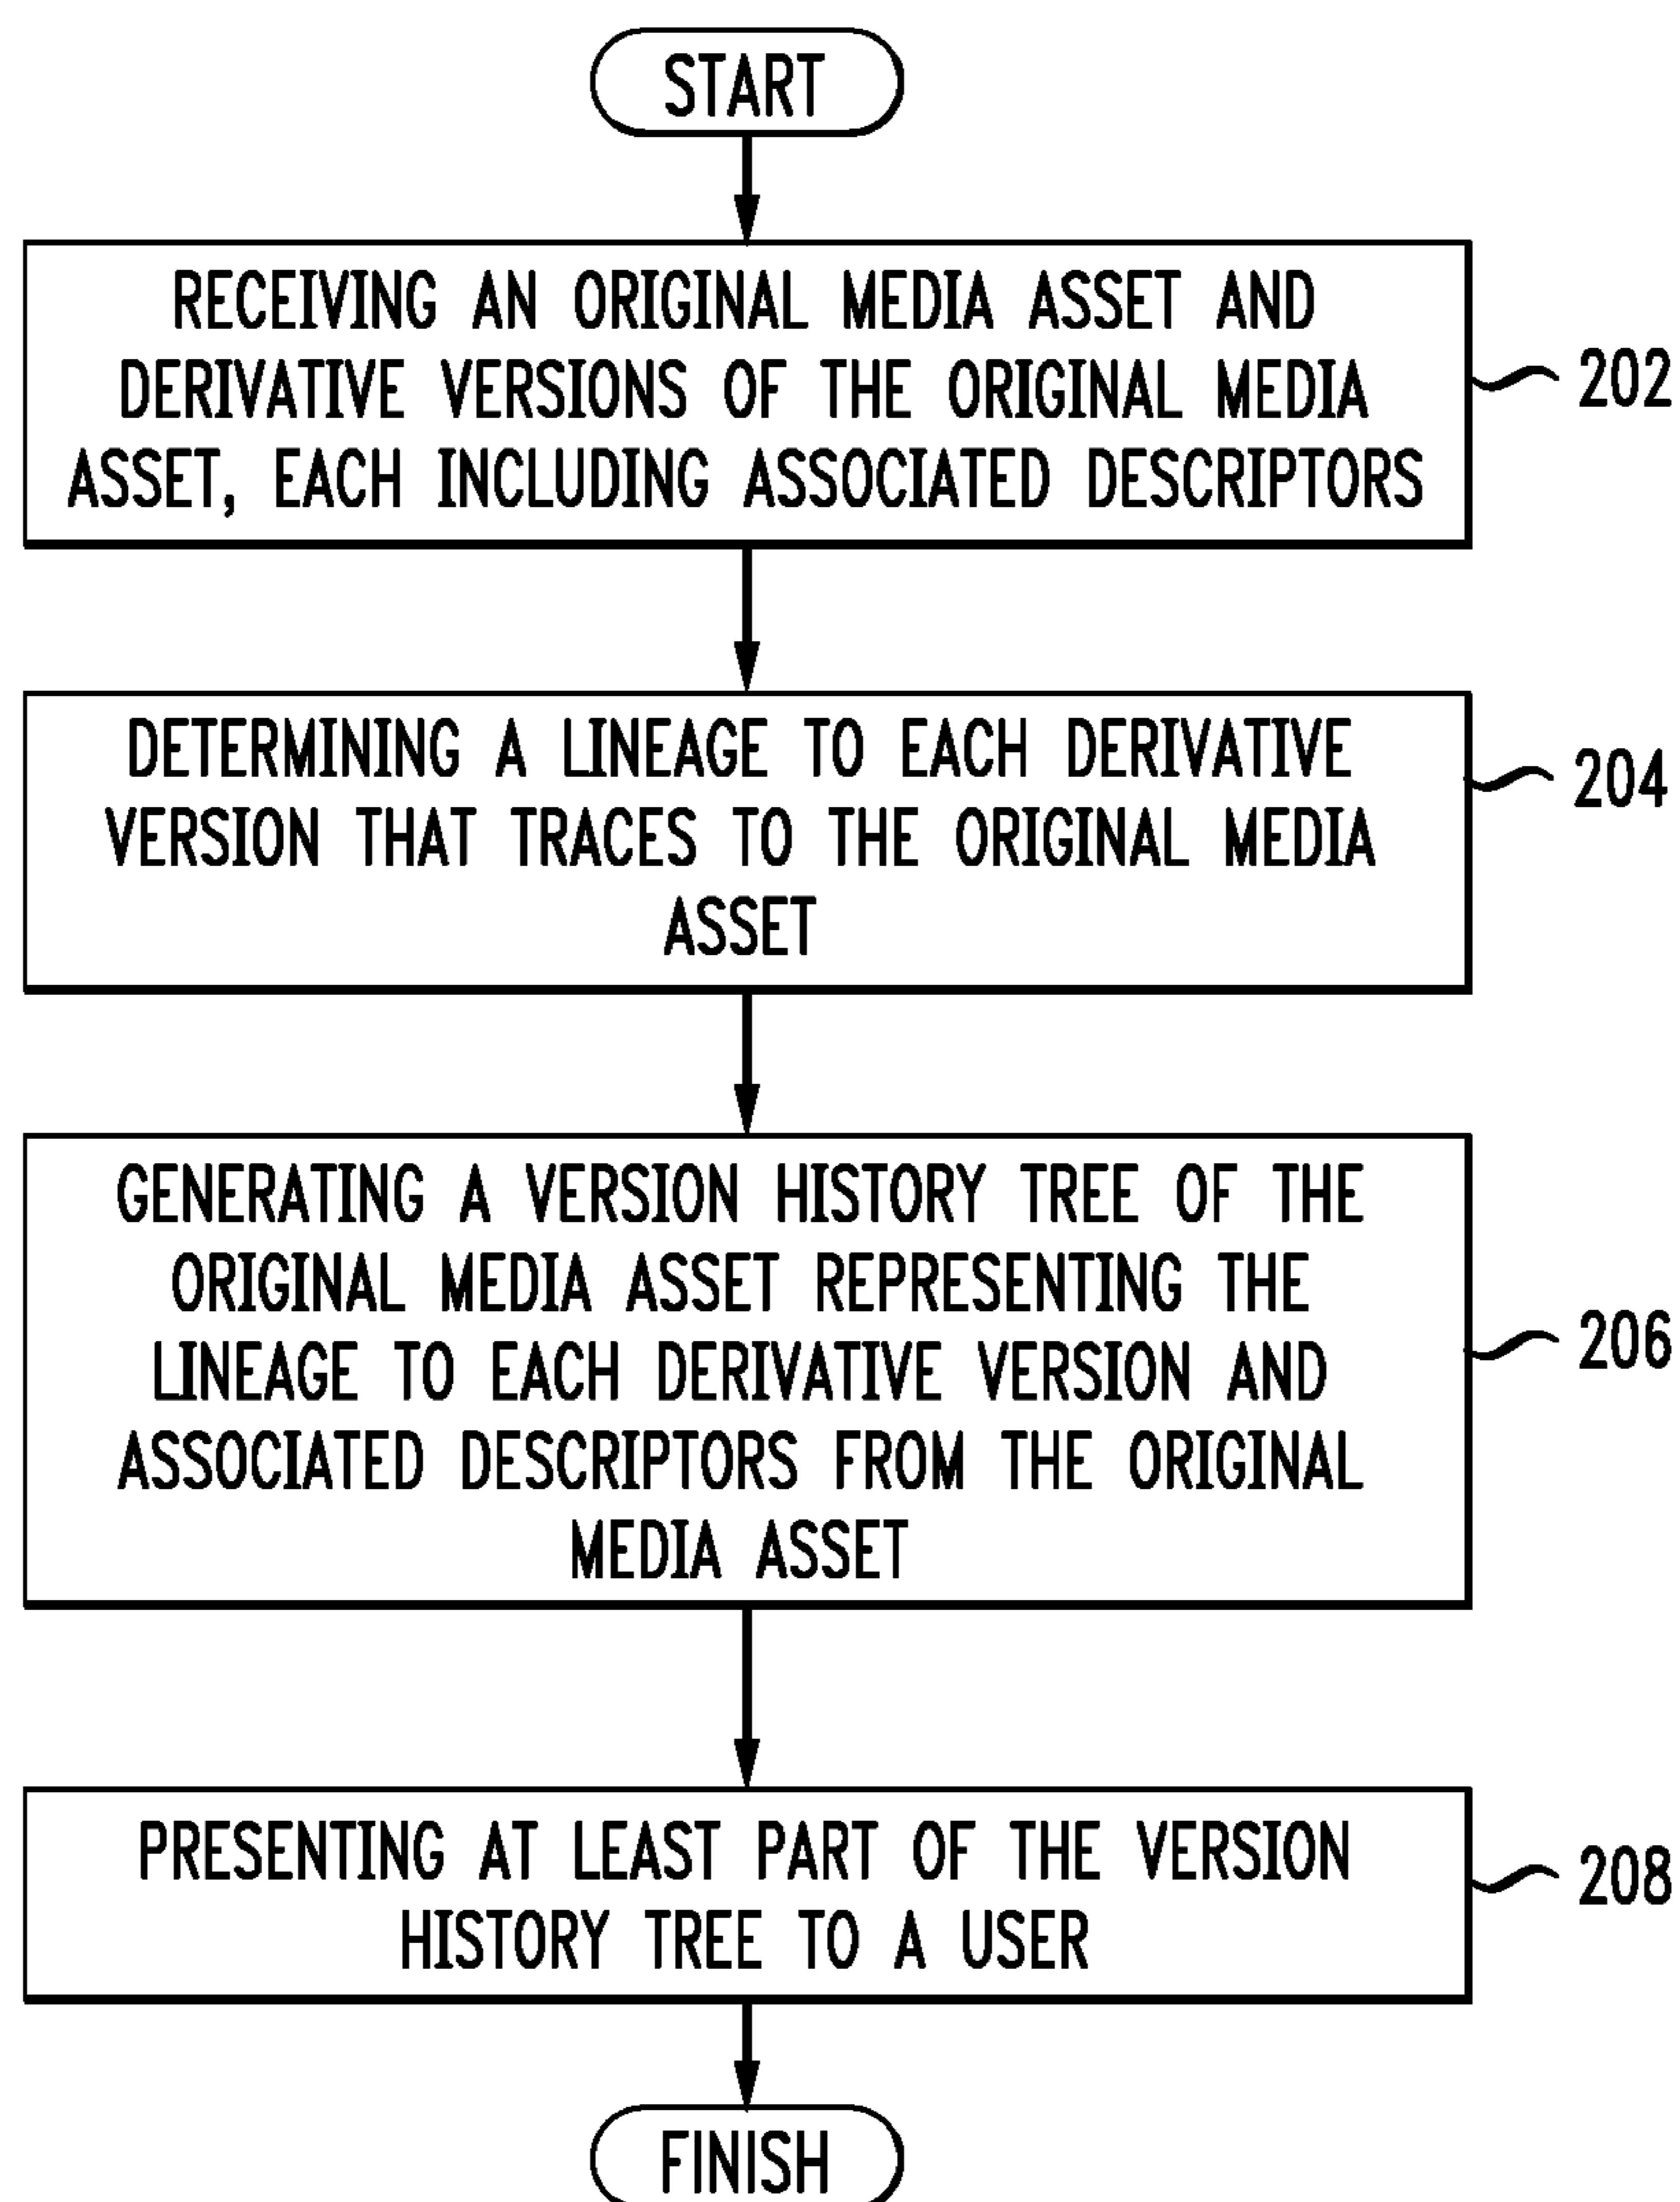 START
RECEIVING AN ORIGINAL MEDIA ASSET AND
DERIVATIVE VERSIONS OF THE ORIGINAL MEDIA
ASSET, EACH INCLUDING ASSOCIATED DESCRIPTORS
202
DETERMINING A LINEAGE TO EACH DERIVATIVE
VERSION THAT TRACES TO THE ORIGINAL MEDIA
ASSET
204
GENERATING A VERSION HISTORY TREE OF THE
ORIGINAL MEDIA ASSET REPRESENTING THE
LINEAGE TO EACH DERIVATIVE VERSION AND
ASSOCIATED DESCRIPTORS FROM THE ORIGINAL
MEDIA ASSET
206
PRESENTING AT LEAST PART OF THE VERSION
HISTORY TREE TO A USER
208
FINISH